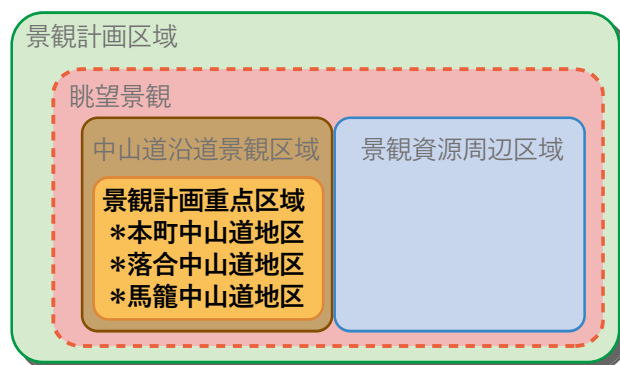 景観計画区域
眺望景観
中山道沿道景観区域
景観資源周辺区域
景観計画重点区域
*本町中山道地区
*落合中山道地区
*馬籠中山道地区